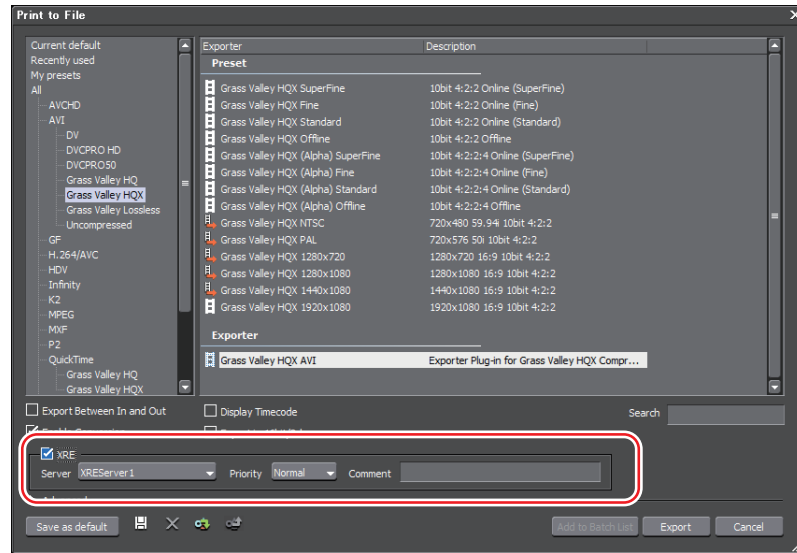 Print to File
Current default
Recently used
My presets
All
AVCHD
AVI
DV
DVCPRO HD
DVCPRO50
Grass Valley HQ
Grass Valley HQX
Grass Valley Lossless
Uncompressed
GF
H.264/AVC
HDV
Infinity
K2
MPEG
MXF
P2
QuickTime
Grass Valley HQ
Grass Valley HQX
Exporter Description
Preset
Grass Valley HQX SuperFine 10bit 4:2:2 Online (SuperFine)
Grass Valley HQX Fine 10bit 4:2:2 Online (Fine)
Grass Valley HQX Standard 10bit 4:2:2 Online (Standard)
Grass Valley HQX Offline 10bit 4:2:2 Offline
Grass Valley HQX (Alpha) SuperFine 10bit 4:2:2:4 Online (SuperFine)
Grass Valley HQX (Alpha) Fine 10bit 4:2:2:4 Online (Fine)
Grass Valley HQX (Alpha) Standard 10bit 4:2:2:4 Online (Standard)
Grass Valley HQX (Alpha) Offline 10bit 4:2:2:4 Offline
Grass Valley HQX NTSC 720x480 59.94i 10bit 4:2:2
Grass Valley HQX PAL 720x576 50i 10bit 4:2:2
Grass Valley HQX 1280x720 1280x720 16:9 10bit 4:2:2
Grass Valley HQX 1280x1080 1280x1080 16:9 10bit 4:2:2
Grass Valley HQX 1440x1080 1440x1080 16:9 10bit 4:2:2
Grass Valley HQX 1920x1080 1920x1080 16:9 10bit 4:2:2
Exporter
Grass Valley HQX AVI Exporter Plug-in for Grass Valley HQX Compr...
Export Between In and Out Display Timecode Search
XRE
Server XREServer1 Priority Normal Comment
Save as default Add to Batch List Export Cancel